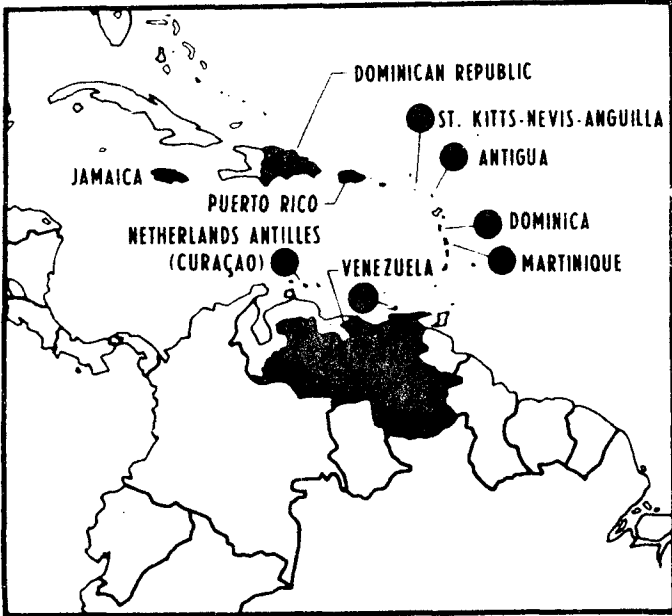 DOMINICAN REPUBLIC
ST. KITTS-NEVIS-ANGUILLA
ANTIGUA
JAMAICA
PUERTO RICO
DOMINICA
NETHERLANDS ANTILLES
(CURAÇAO)
VENEZUELA
MARTINIQUE